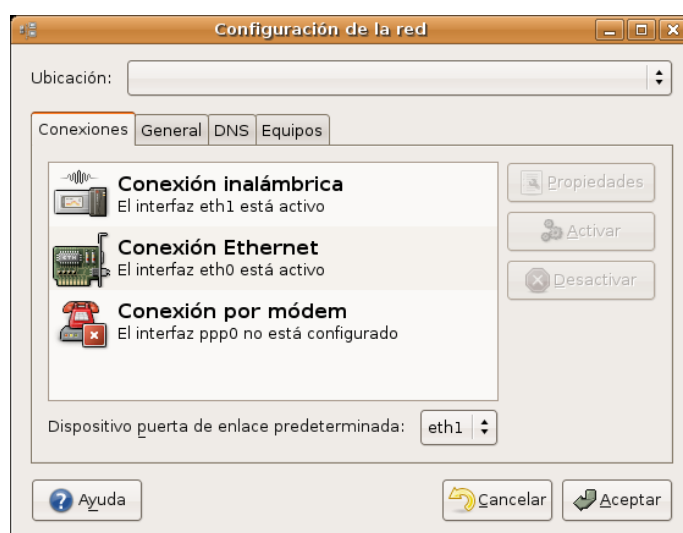 Configuración de la red
Ubicación:
Conexiones General DNS Equipos
Conexión inalámbrica
El interfaz eth1 está activo
Conexión Ethernet
El interfaz eth0 está activo
Conexión por módem
El interfaz ppp0 no está configurado
Propiedades
Activar
Desactivar
Dispositivo puerta de enlace predeterminada: eth1
Ayuda
Cancelar
Aceptar